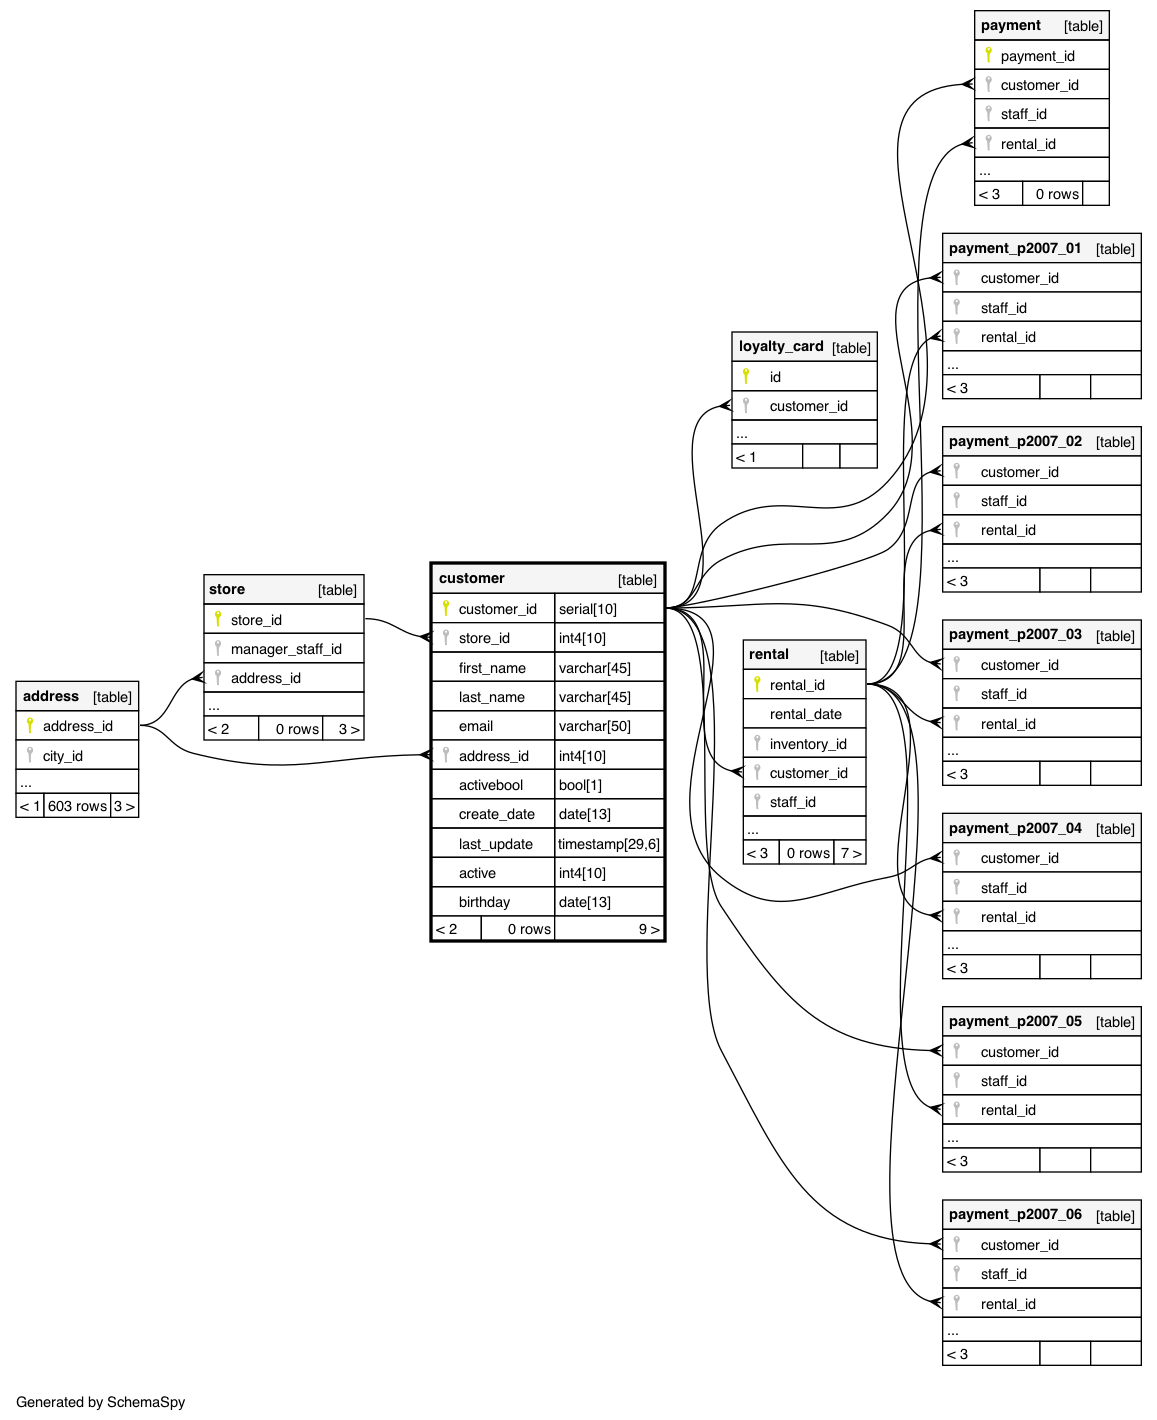 payment [table]
payment_id
customer_id
staff_id
rental_id
...
< 3 0 rows
payment_p2007_01 [table]
customer_id
staff_id
rental_id
...
< 3
loyalty_card [table]
id
customer_id
...
< 1
payment_p2007_02 [table]
customer_id
staff_id
rental_id
...
< 3
store [table]
store_id
manager_staff_id
address_id
...
< 2 0 rows 3 >
customer [table]
customer_id serial[10]
store_id int4[10]
first_name varchar[45]
last_name varchar[45]
email varchar[50]
address_id int4[10]
activebool bool[1]
create_date date[13]
last_update timestamp[29,6]
active int4[10]
birthday date[13]
< 2 0 rows 9 >
address [table]
address_id
city_id
...
< 1 603 rows 3 >
rental [table]
rental_id
rental_date
inventory_id
customer_id
staff_id
...
< 3 0 rows 7 >
payment_p2007_03 [table]
customer_id
staff_id
rental_id
...
< 3
payment_p2007_04 [table]
customer_id
staff_id
rental_id
...
< 3
payment_p2007_05 [table]
customer_id
staff_id
rental_id
...
< 3
payment_p2007_06 [table]
customer_id
staff_id
rental_id
...
< 3
Generated by SchemaSpy